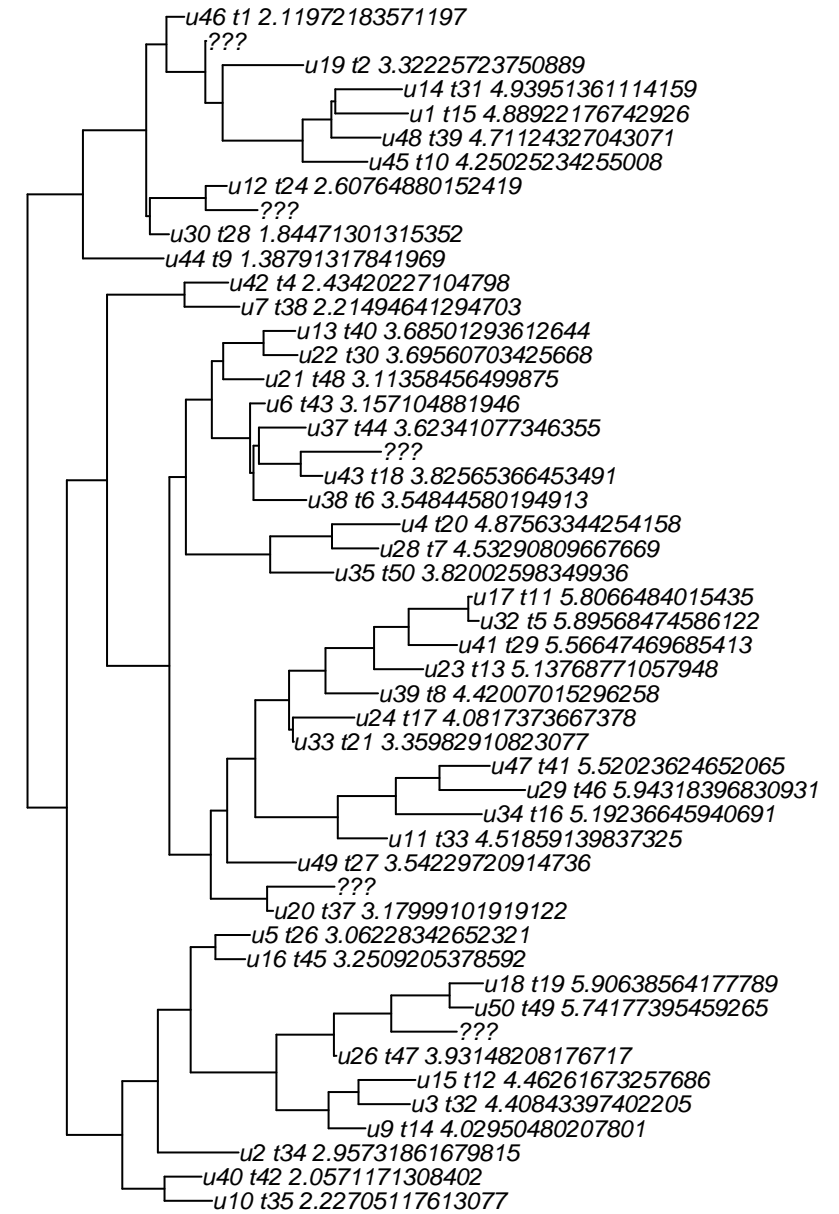 u46 t1 2.11972183571197
???
u19 t2 3.32225723750889
u14 t31 4.93951361114159
u1 t15 4.88922176742926
u48 t39 4.71124327043071
u45 t10 4.25025234255008
u12 t24 2.60764880152419
???
u30 t28 1.84471301315352
u44 t9 1.38791317841969
u42 t4 2.43420227104798
u7 t38 2.21494641294703
u13 t40 3.68501293612644
u22 t30 3.69560703425668
u21 t48 3.11358456499875
u6 t43 3.157104881946
u37 t44 3.62341077346355
???
u43 t18 3.82565366453491
u38 t6 3.54844580194913
u4 t20 4.87563344254158
u28 t7 4.53290809667669
u35 t50 3.82002598349936
u17 t11 5.8066484015435
u32 t5 5.89568474586122
u41 t29 5.56647469685413
u23 t13 5.13768771057948
u39 t8 4.42007015296258
u24 t17 4.0817373667378
u33 t21 3.35982910823077
u47 t41 5.52023624652065
u29 t46 5.94318396830931
u34 t16 5.19236645940691
u11 t33 4.51859139837325
u49 t27 3.54229720914736
???
u20 t37 3.17999101919122
u5 t26 3.06228342652321
u16 t45 3.2509205378592
u18 t19 5.90638564177789
u50 t49 5.74177395459265
???
u26 t47 3.93148208176717
u15 t12 4.46261673257686
u3 t32 4.40843397402205
u9 t14 4.02950480207801
u2 t34 2.95731861679815
u40 t42 2.0571171308402
u10 t35 2.22705117613077